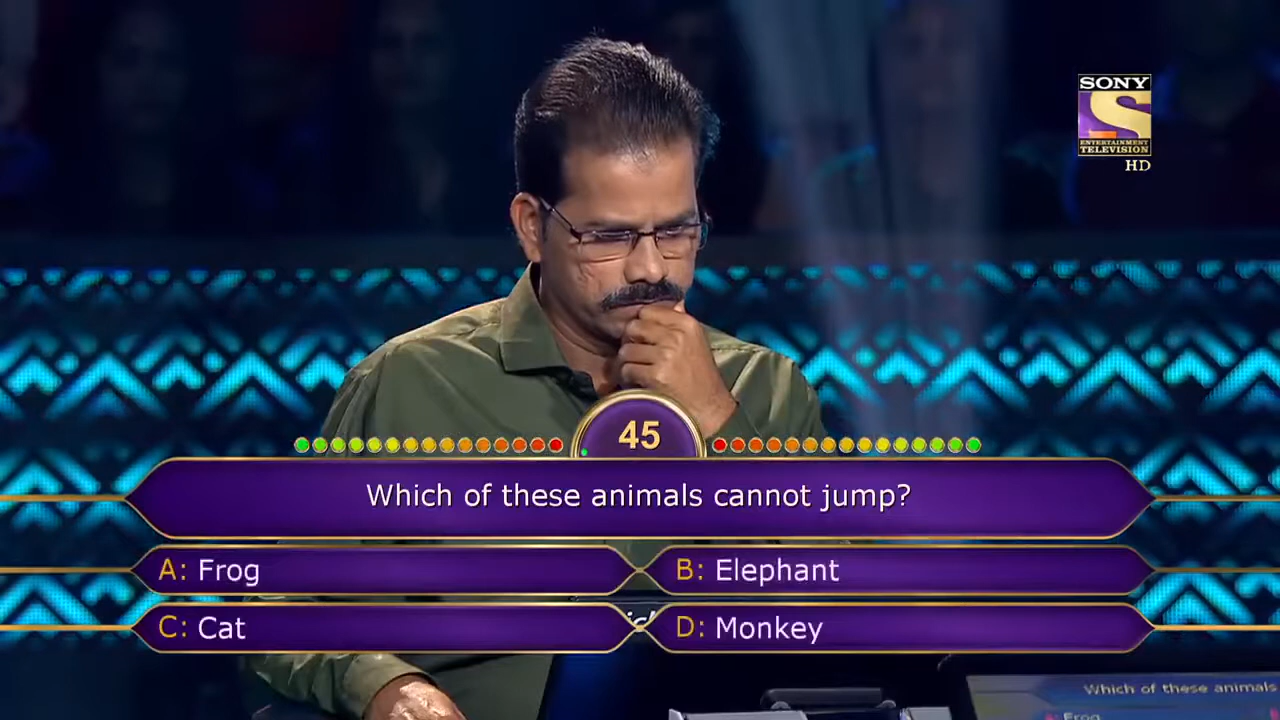 SONY
ENTERTAINMENT
TELEVISION
HD
45
Which of these animals cannot jump?
A: Frog
B: Elephant
C: Cat
D: Monkey
Which of these animals
Frog